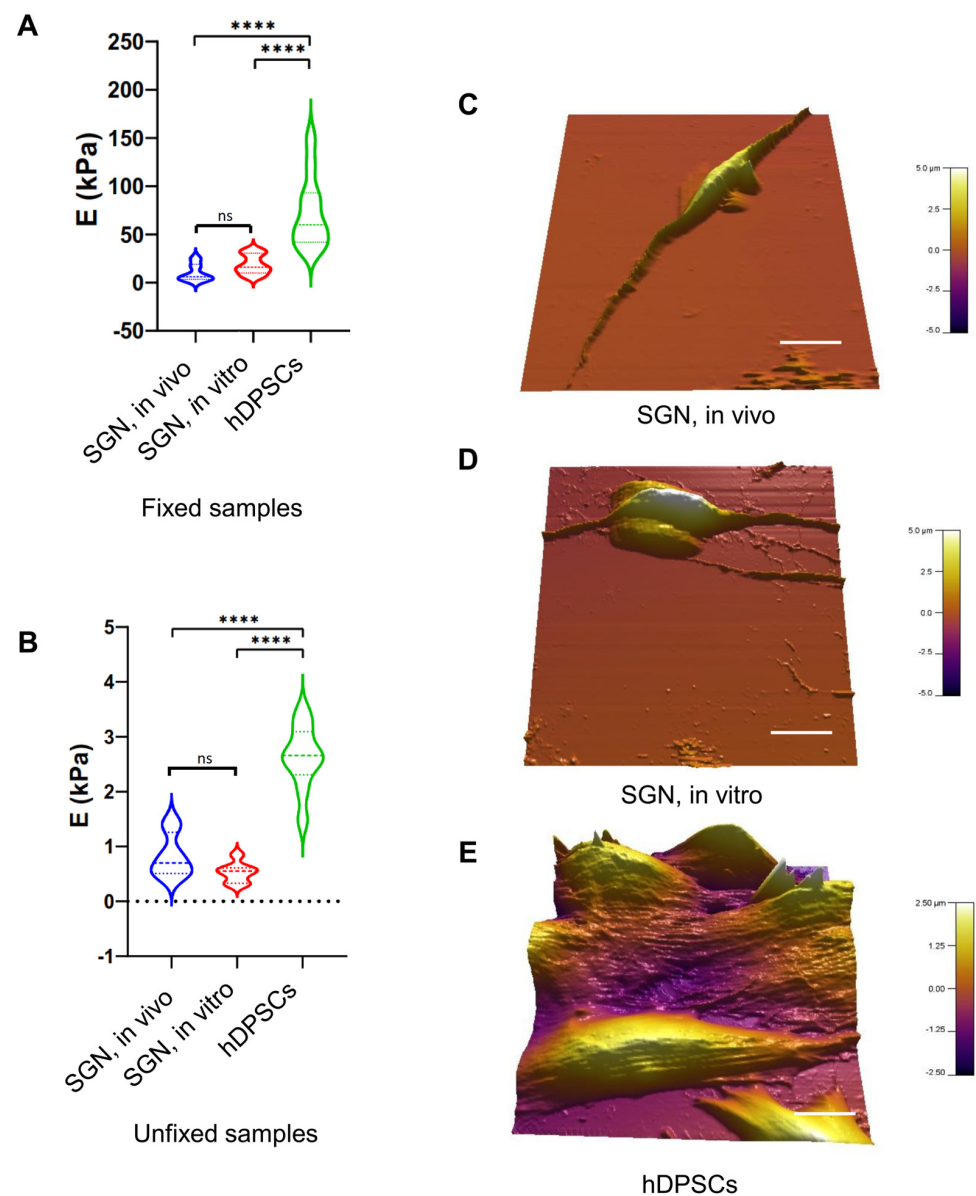 A
****
****
250
200
150
100
50
0
-50
E (kPa)
ns
SGN, in vivo
SGN, in vitro
hDPSCs
Fixed samples
B
****
****
5
4
3
2
1
0
-1
E (kPa)
ns
SGN, in vivo
SGN, in vitro
hDPSCs
Unfixed samples
C
5.0 µm
2.5
0.0
-2.5
-5.0
SGN, in vivo
D
5.0 µm
2.5
0.0
-2.5
-5.0
SGN, in vitro
E
2.50 µm
1.25
0.00
-1.25
-2.50
hDPSCs